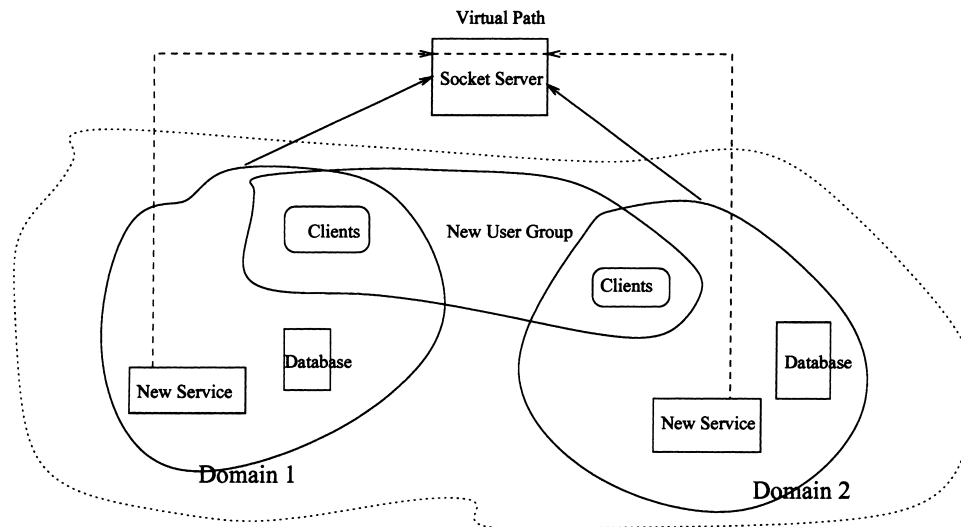 Virtual Path
Socket Server
Clients
New User Group
Clients
Database
Database
New Service
New Service
Domain 1
Domain 2